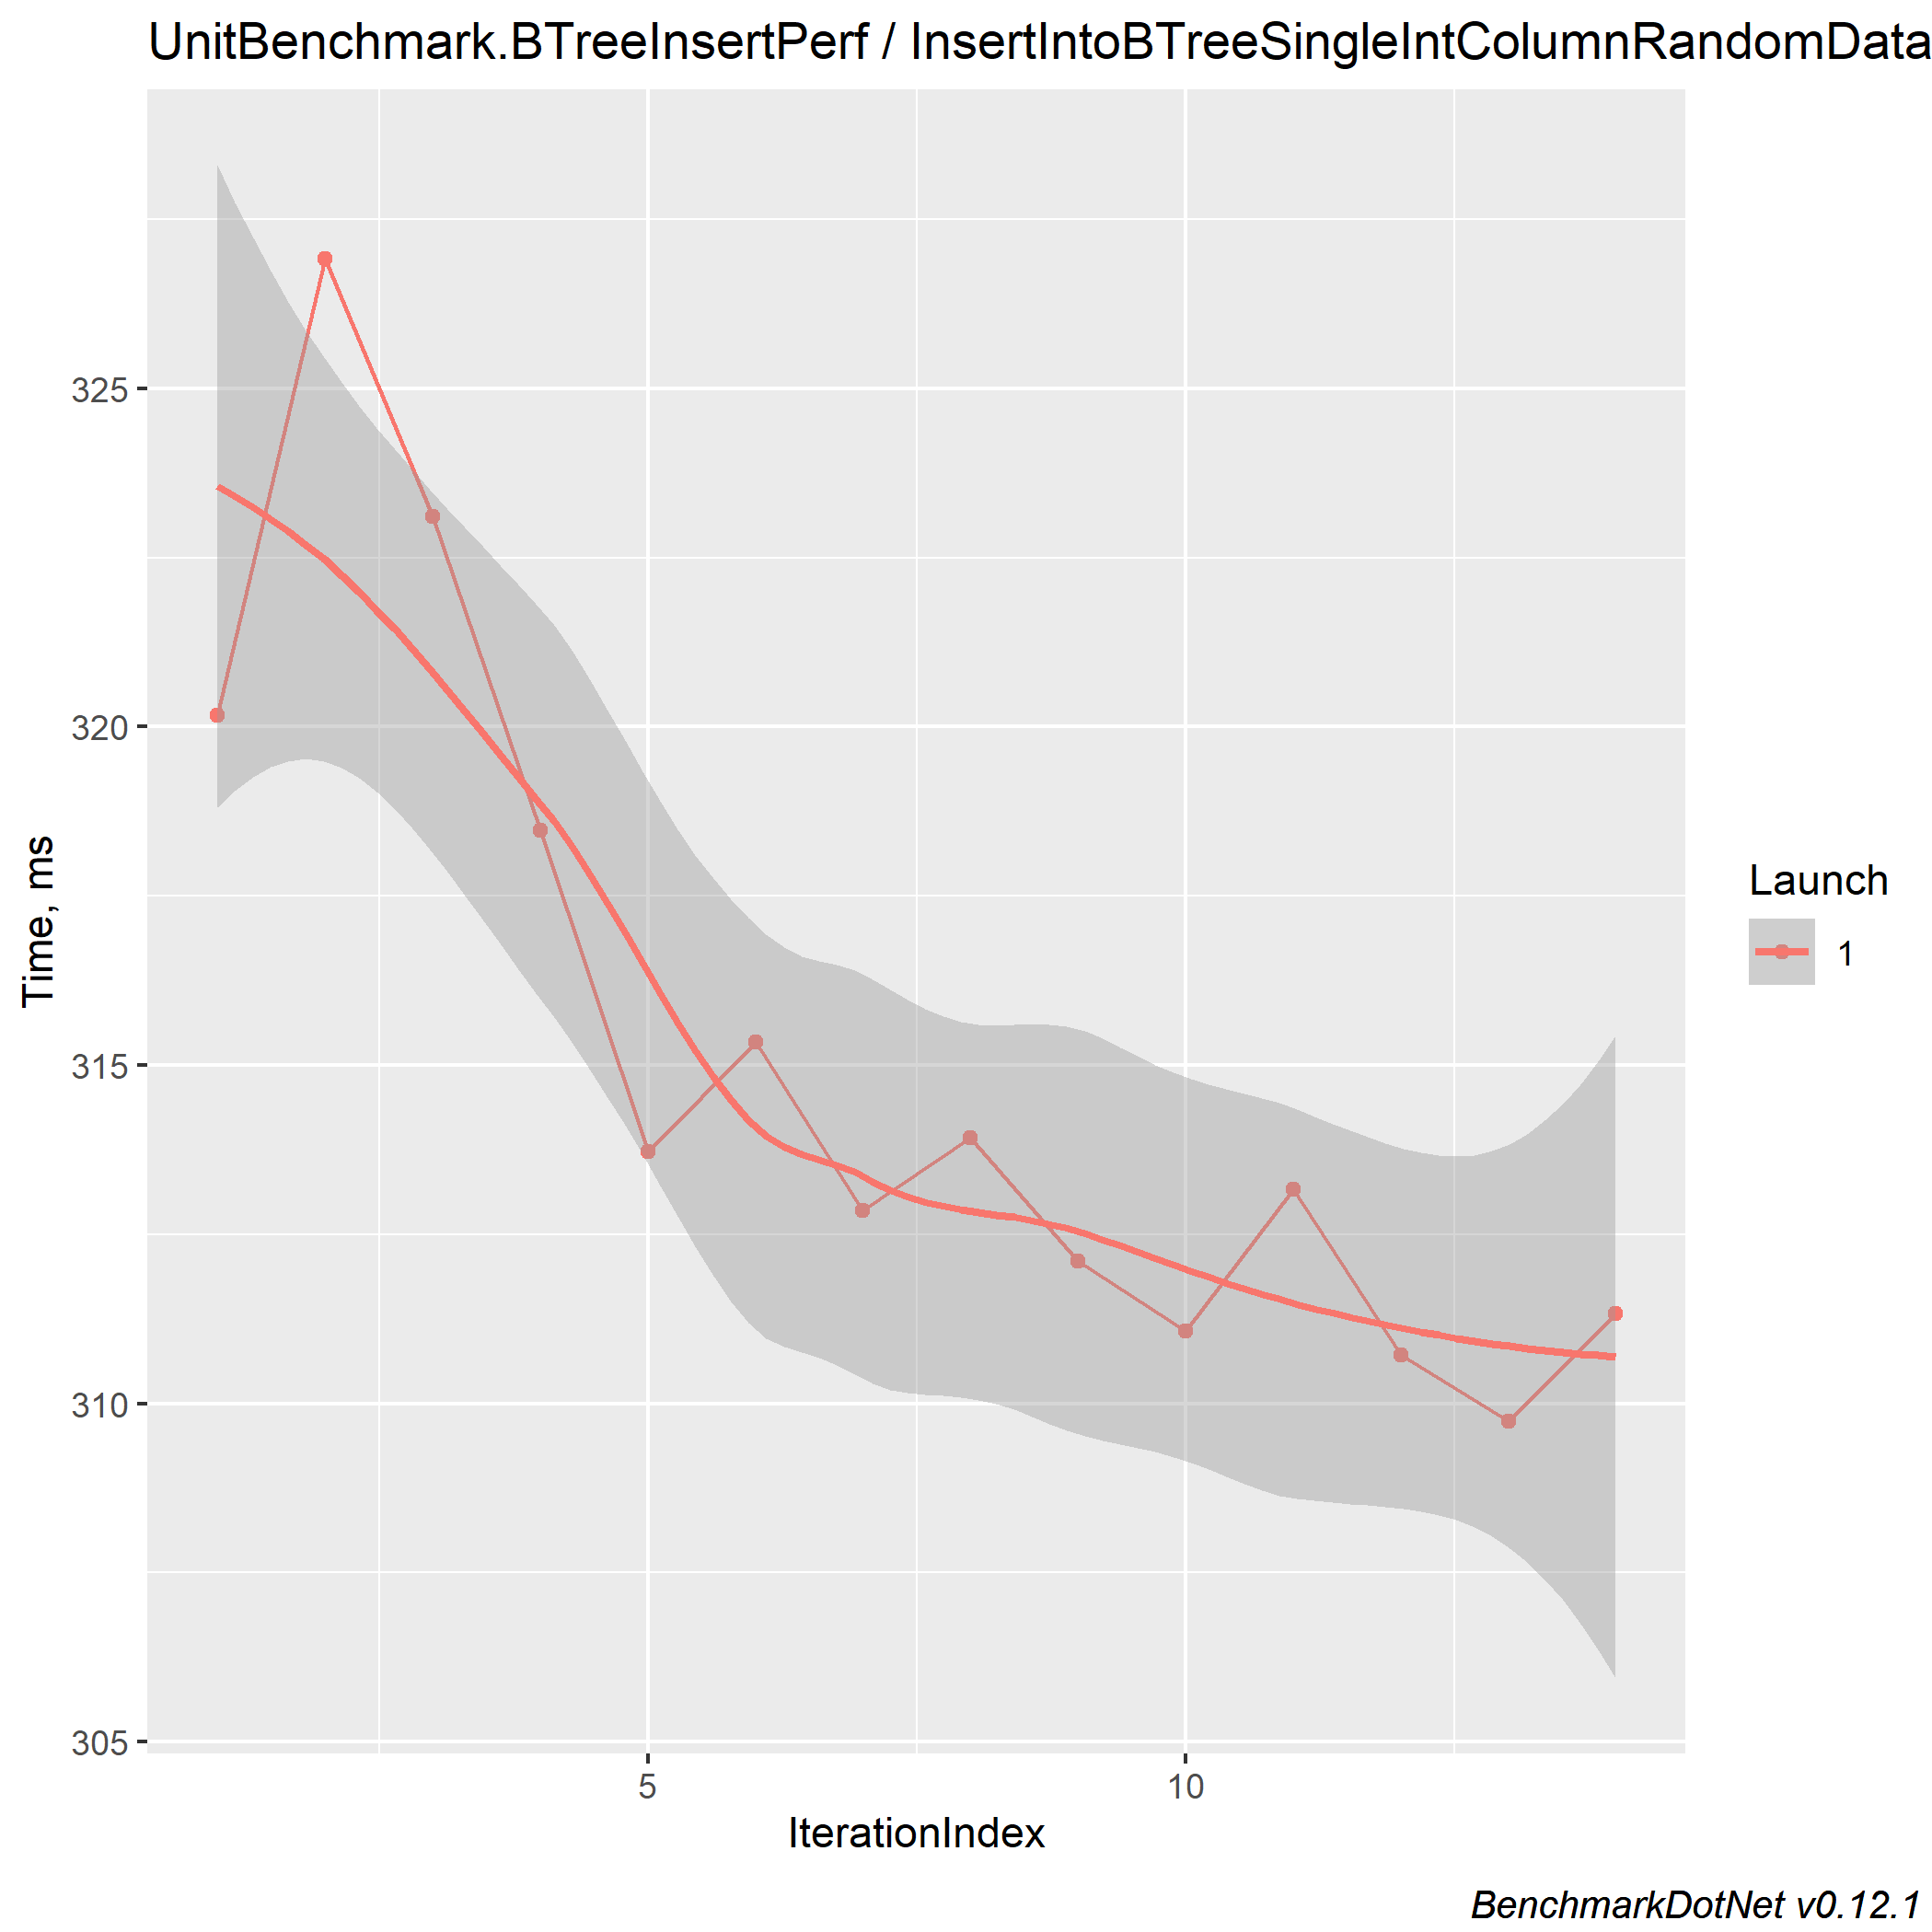 UnitBenchmark.BTreeInsertPerf / InsertIntoBTreeSingleIntColumnRandomData
Time, ms
325
320
315
310
305
5
10
IterationIndex
Launch
1
BenchmarkDotNet v0.12.1